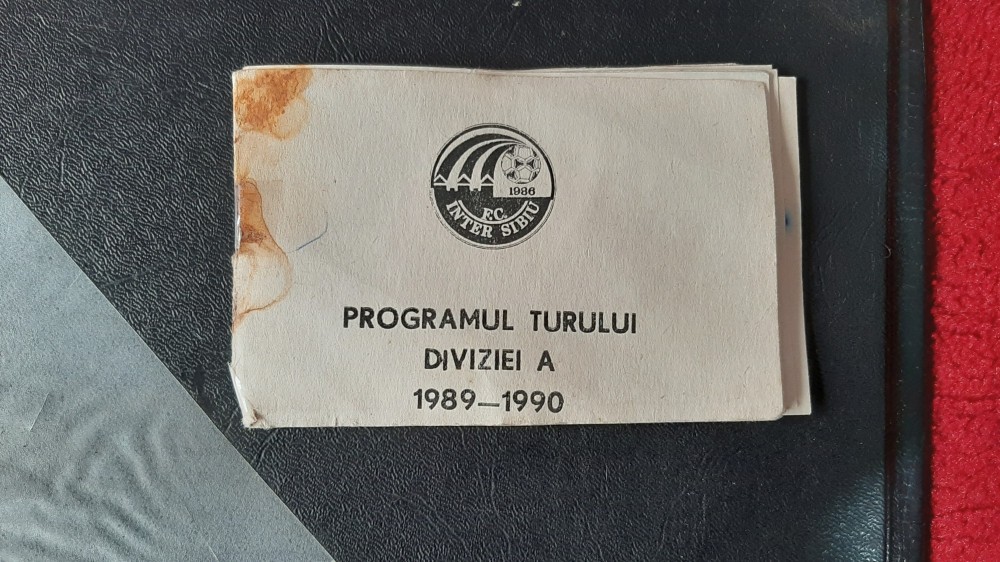 1986
F.C.
INTER SIBIU
PROGRAMUL TURULUI
DIVIZIEI A
1989—1990